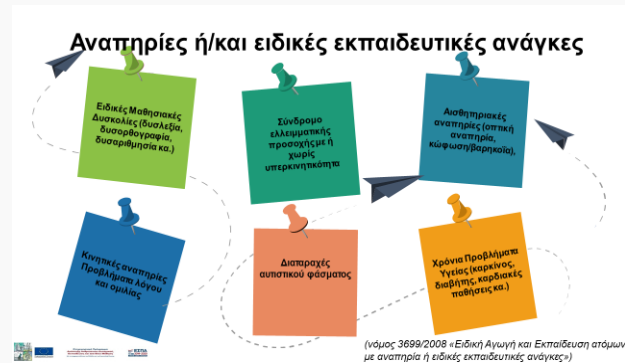 Αναπηρίες ή/και ειδικές εκπαιδευτικές ανάγκες
Ειδικές Μαθησιακές
Δυσκολίες (δυσλεξία,
δυσορθογραφία,
δυσαριθμησία κα.)
Σύνδρομο
ελλειμματικής
προσοχής με ή
χωρίς
υπερκινητικότητα
Αισθητηριακές
αναπηρίες (οπτική
αναπηρία,
κώφωση/βαρηκοΐα),
Κινητικές αναπηρίες
Προβλήματα λόγου
και ομιλίας
Διαταραχές
αυτιστικού φάσματος
Χρόνια Προβλήματα
Υγείας (καρκίνος,
διαβήτης, καρδιακές
παθήσεις κα.)
(νόμος 3699/2008 «Ειδική Αγωγή και Εκπαίδευση ατόμων
με αναπηρία ή ειδικές εκπαιδευτικές ανάγκες»)
ΕΣΠΑ